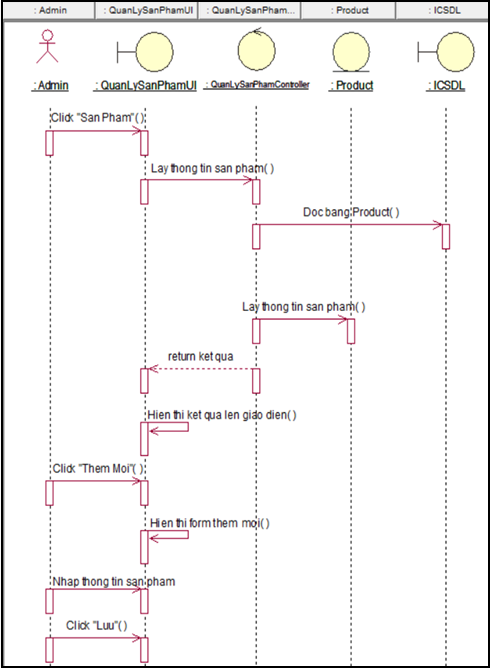 : Admin
: QuanLySanPhamUI
: QuanLySanPham...
: Product
: ICSDL
: Admin
: QuanLySanPhamUI
: QuanLySanPhamController
: Product
: ICSDL
Click "San Pham"( )
Lay thong tin san pham( )
Doc bang Product( )
Lay thong tin san pham( )
return ket qua
Hien thi ket qua len giao dien( )
Click "Them Moi"( )
Hien thi form them moi( )
Nhap thong tin san pham
Click "Luu"( )